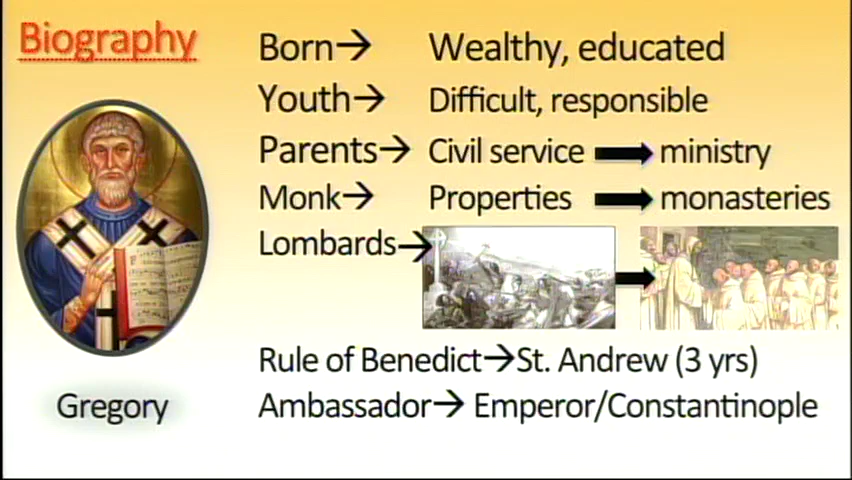 Biography
Born→ Wealthy, educated
Youth→ Difficult, responsible
Parents→ Civil service → ministry
Monk→ Properties → monasteries
Lombards→ →
Rule of Benedict→St. Andrew (3 yrs)
Ambassador→ Emperor/Constantinople
Gregory